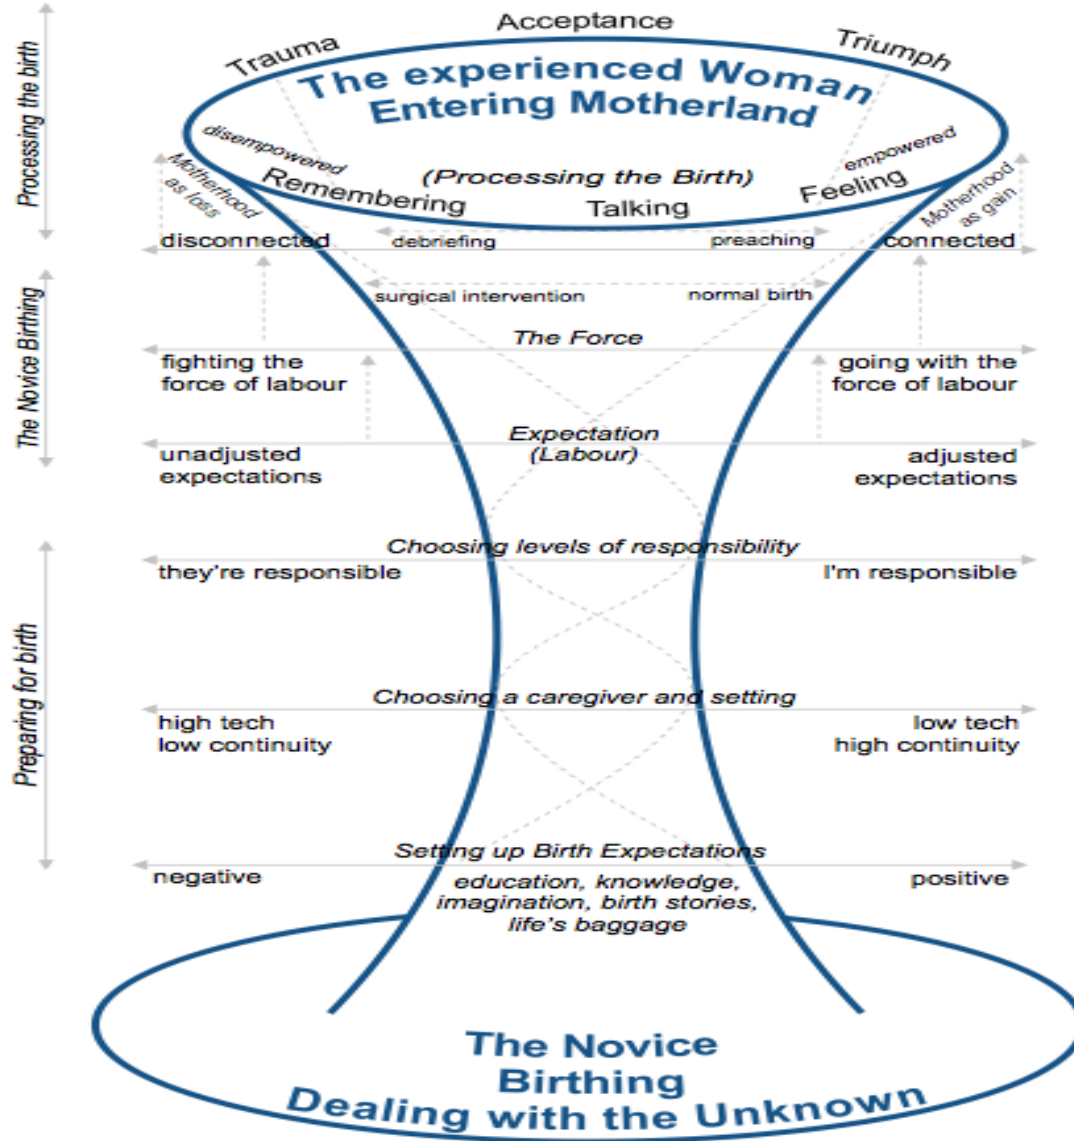 Acceptance
Trauma
Triumph
The experienced Woman
Entering Motherland
disempowered
empowered
(Processing the Birth)
Remembering
Talking
Feeling
Motherhood
as loss
Motherhood
as gain
Processing the birth
disconnected
debriefing
preaching
connected
surgical intervention
normal birth
The Novice Birthing
The Force
fighting the
force of labour
going with the
force of labour
Expectation
(Labour)
unadjusted
expectations
adjusted
expectations
Preparing for birth
Choosing levels of responsibility
they're responsible
I'm responsible
Choosing a caregiver and setting
high tech
low continuity
low tech
high continuity
Setting up Birth Expectations
negative
positive
education, knowledge,
imagination, birth stories,
life's baggage
The Novice
Birthing
Dealing with the Unknown